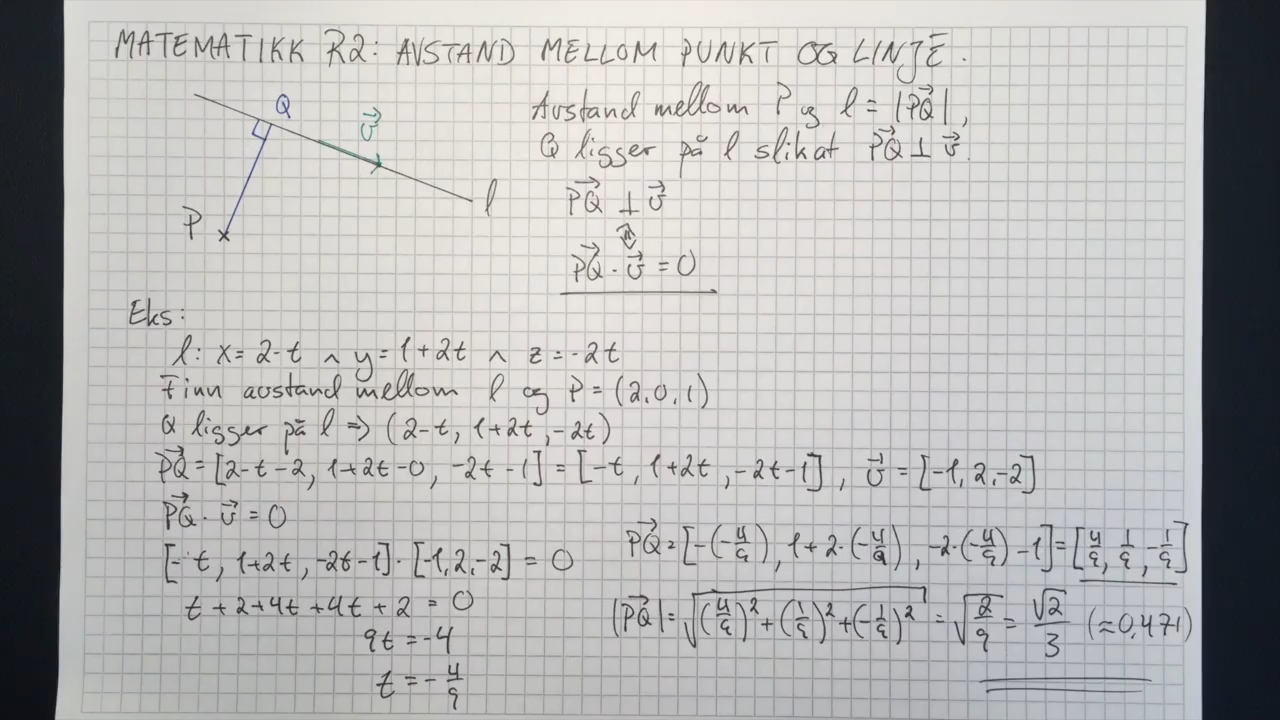 MATEMATIKK R2: AVSTAND MELLOM PUNKT OG LINJE.
Q
v⃗
l
P
Avstand mellom P og l = |PQ⃗|,
Q ligger på l slik at PQ⃗ ⊥ v⃗.
PQ⃗ ⊥ v⃗
⇕
PQ⃗ · v⃗ = 0
Eks:
l: x = 2-t ∧ y = 1+2t ∧ z = -2t
Finn avstand mellom l og P = (2,0,1)
Q ligger på l ⇒ (2-t, 1+2t, -2t)
PQ⃗ = [2-t-2, 1+2t-0, -2t-1] = [-t, 1+2t, -2t-1], v⃗ = [-1,2,-2]
PQ⃗ · v⃗ = 0
[-t, 1+2t, -2t-1] · [-1,2,-2] = 0
t+2+4t+4t+2 = 0
9t = -4
t = -4/9
PQ⃗ = [-(-4/9), 1+2·(-4/9), -2·(-4/9)-1] = [4/9, 1/9, -1/9]
|PQ⃗| = √((4/9)²+(1/9)²+(-1/9)²) = √(2/9) = √2/3 (≈0,471)